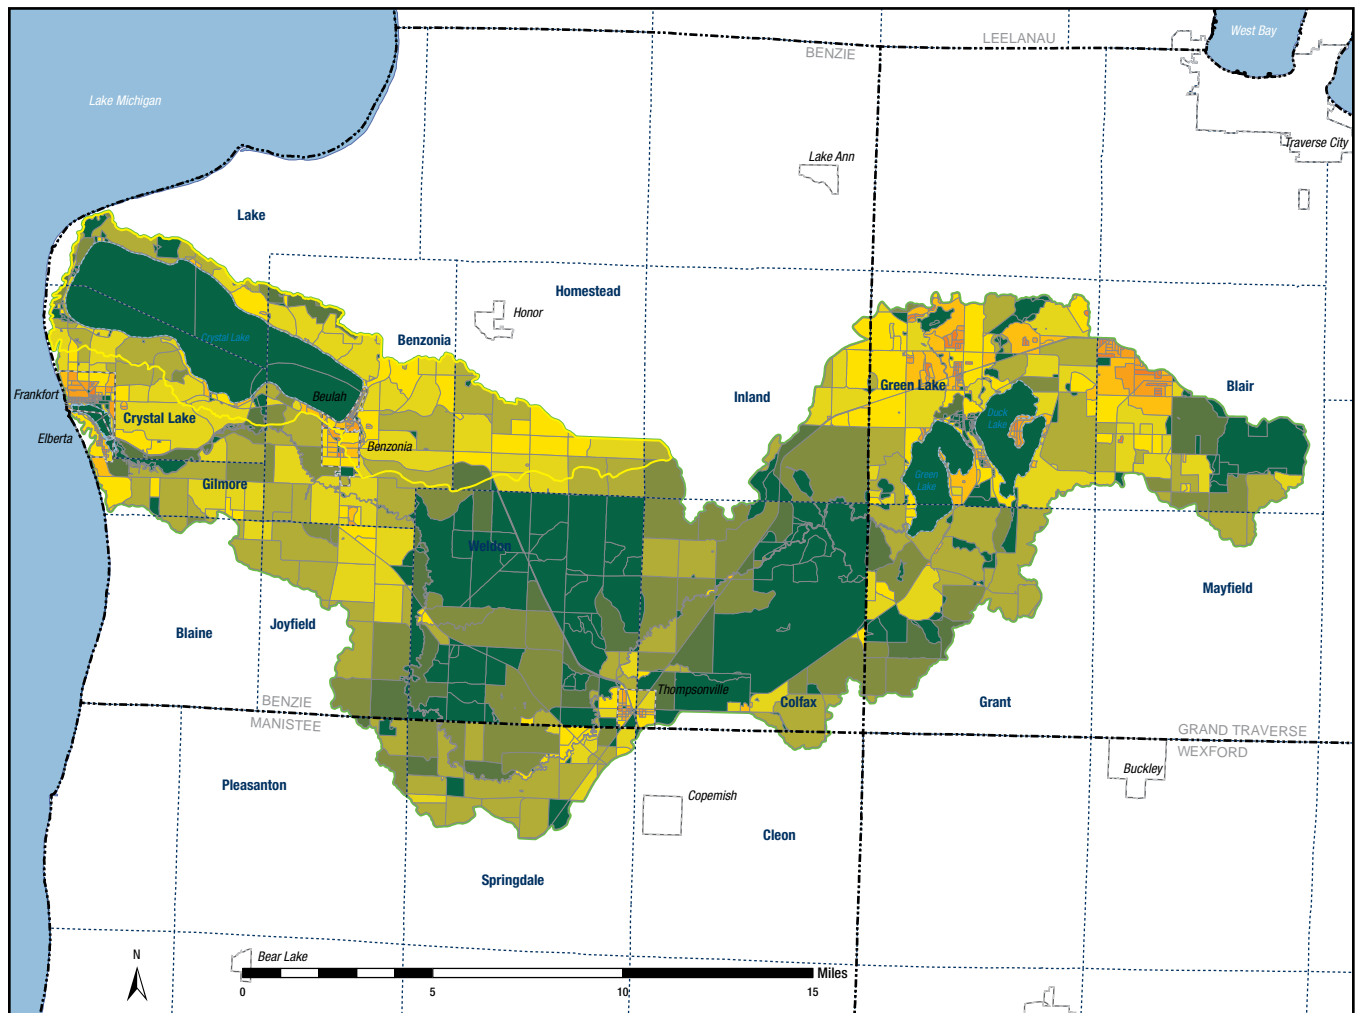 West Bay
LEELANAU
BENZIE
Lake Michigan
Traverse City
Lake Ann
Lake
Homestead
Honor
Crystal Lake
Benzonia
Green Lake
Blair
Frankfort
Beulah
Inland
Crystal Lake
Duck
Lake
Elberta
Benzonia
Gilmore
Green
Lake
Weldon
Mayfield
Blaine
Joyfield
Thompsonville
BENZIE
Colfax
Grant
MANISTEE
GRAND TRAVERSE
WEXFORD
Buckley
Pleasanton
Copemish
Cleon
Springdale
N
Bear Lake
Miles
0
5
10
15